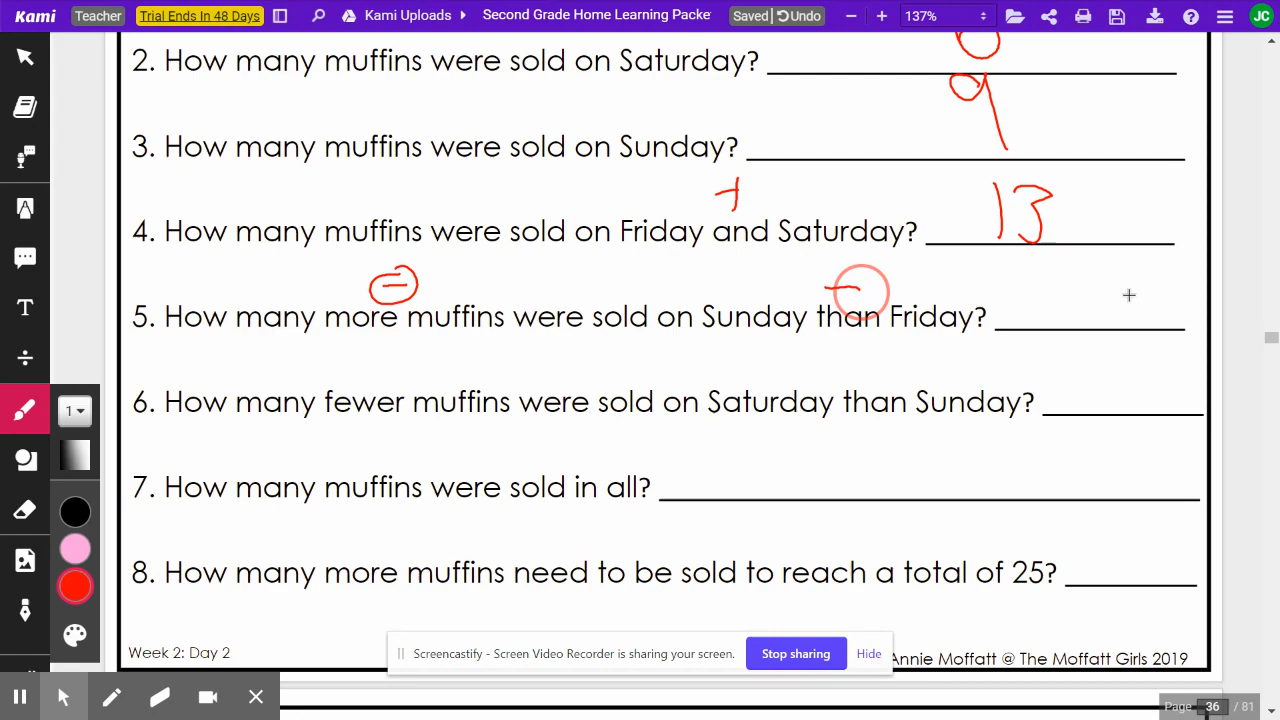 Kami Teacher Trial Ends In 48 Days Kami Uploads Second Grade Home Learning Packe Saved Undo 137% JC
2. How many muffins were sold on Saturday?
9
3. How many muffins were sold on Sunday?
+
4. How many muffins were sold on Friday and Saturday? 13
− −
5. How many more muffins were sold on Sunday than Friday?
6. How many fewer muffins were sold on Saturday than Sunday?
1
7. How many muffins were sold in all?
8. How many more muffins need to be sold to reach a total of 25?
Screencastify - Screen Video Recorder is sharing your screen. Stop sharing Hide
Week 2: Day 2 Annie Moffatt @ The Moffatt Girls 2019
Page 36 / 81